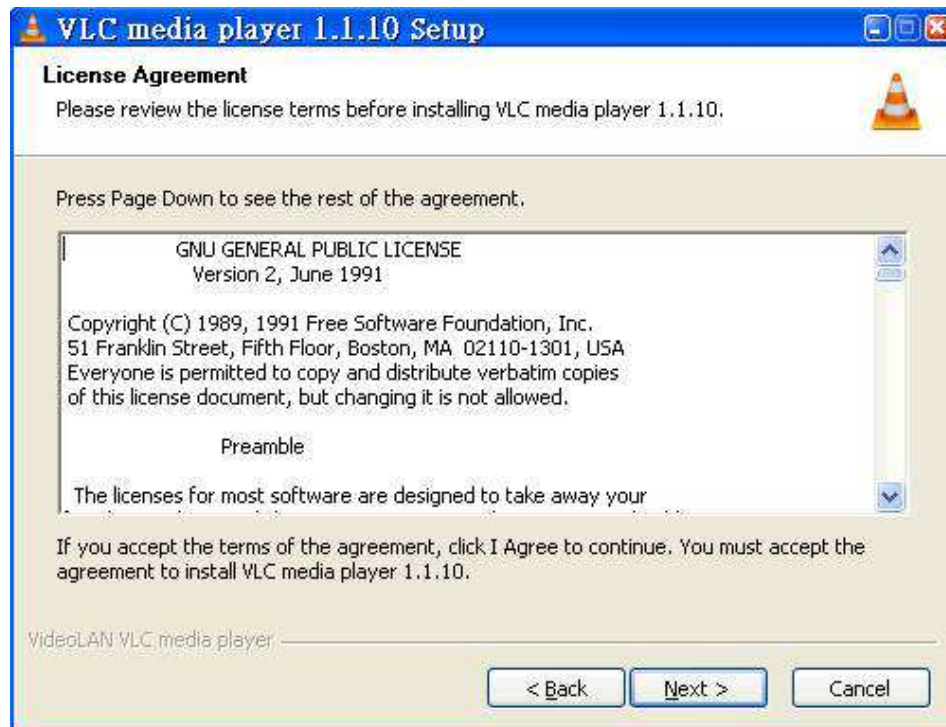 VLC media player 1.1.10 Setup
License Agreement
Please review the license terms before installing VLC media player 1.1.10.
Press Page Down to see the rest of the agreement.
GNU GENERAL PUBLIC LICENSE
Version 2, June 1991
Copyright (C) 1989, 1991 Free Software Foundation, Inc.
51 Franklin Street, Fifth Floor, Boston, MA 02110-1301, USA
Everyone is permitted to copy and distribute verbatim copies
of this license document, but changing it is not allowed.
Preamble
The licenses for most software are designed to take away your
If you accept the terms of the agreement, click I Agree to continue. You must accept the
agreement to install VLC media player 1.1.10.
VideoLAN VLC media player
< Back
Next >
Cancel